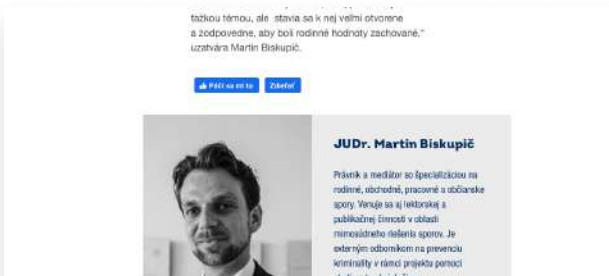 ťažkou témou, ale stavia sa k nej veľmi otvorene
a zodpovedne, aby boli rodinné hodnoty zachované,"
uzatvára Martin Biskupič.
Páči sa mi to Zdieľať
JUDr. Martin Biskupič
Právnik a mediátor so špecializáciou na
rodinné, obchodné, pracovné a občianske
spory. Venuje sa aj lektorskej a
publikačnej činnosti v oblasti
mimosúdneho riešenia sporov. Je
externým odborníkom na prevenciu
kriminality v rámci projektu pomoci